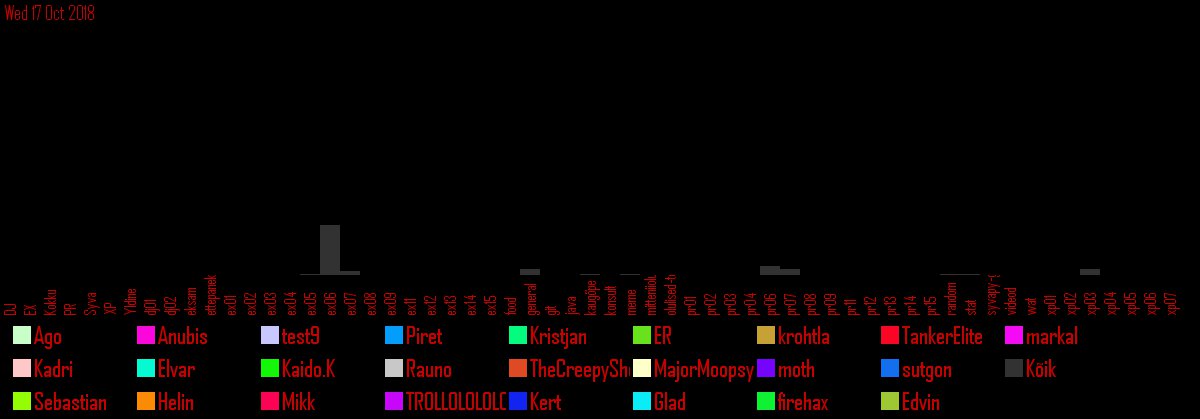 Wed 17 Oct 2018
DJ EX Kokku PR Syva XP Yldine dj01 dj02 eksam ettepanek ex01 ex02 ex03 ex04 ex05 ex06 ex07 ex08 ex09 ex11 ex12 ex13 ex14 ex15 food general git java kaugõpe konsult meme olulised-t pr01 pr02 pr03 pr04 pr06 pr07 pr08 pr09 pr11 pr12 pr13 pr14 pr15 random stat videod wat xp01 xp02 xp03 xp04 xp05 xp06 xp07
Ago Anubis test9 Piret Kristjan ER krohtla TankerElite markal
Kadri Elvar Kaido.K Rauno TheCreepySh MajorMoopsy moth sutgon Kõik
Sebastian Helin Mikk TROLLOLOLOLO Kert Glad firehax Edvin